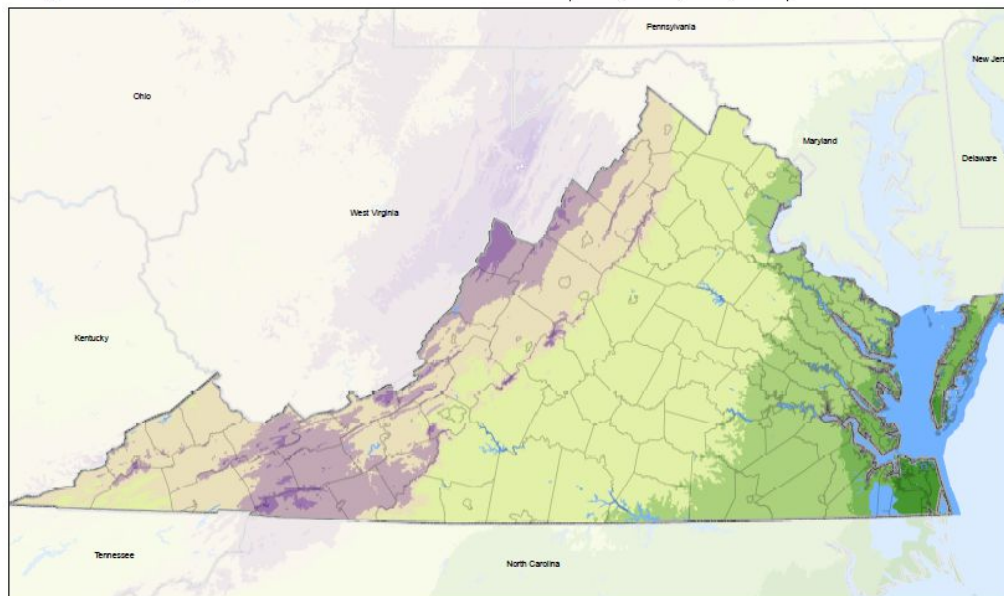 Pennsylvania
New Jer
Ohio
Maryland
Delaware
West Virginia
Kentucky
Tennessee
North Carolina